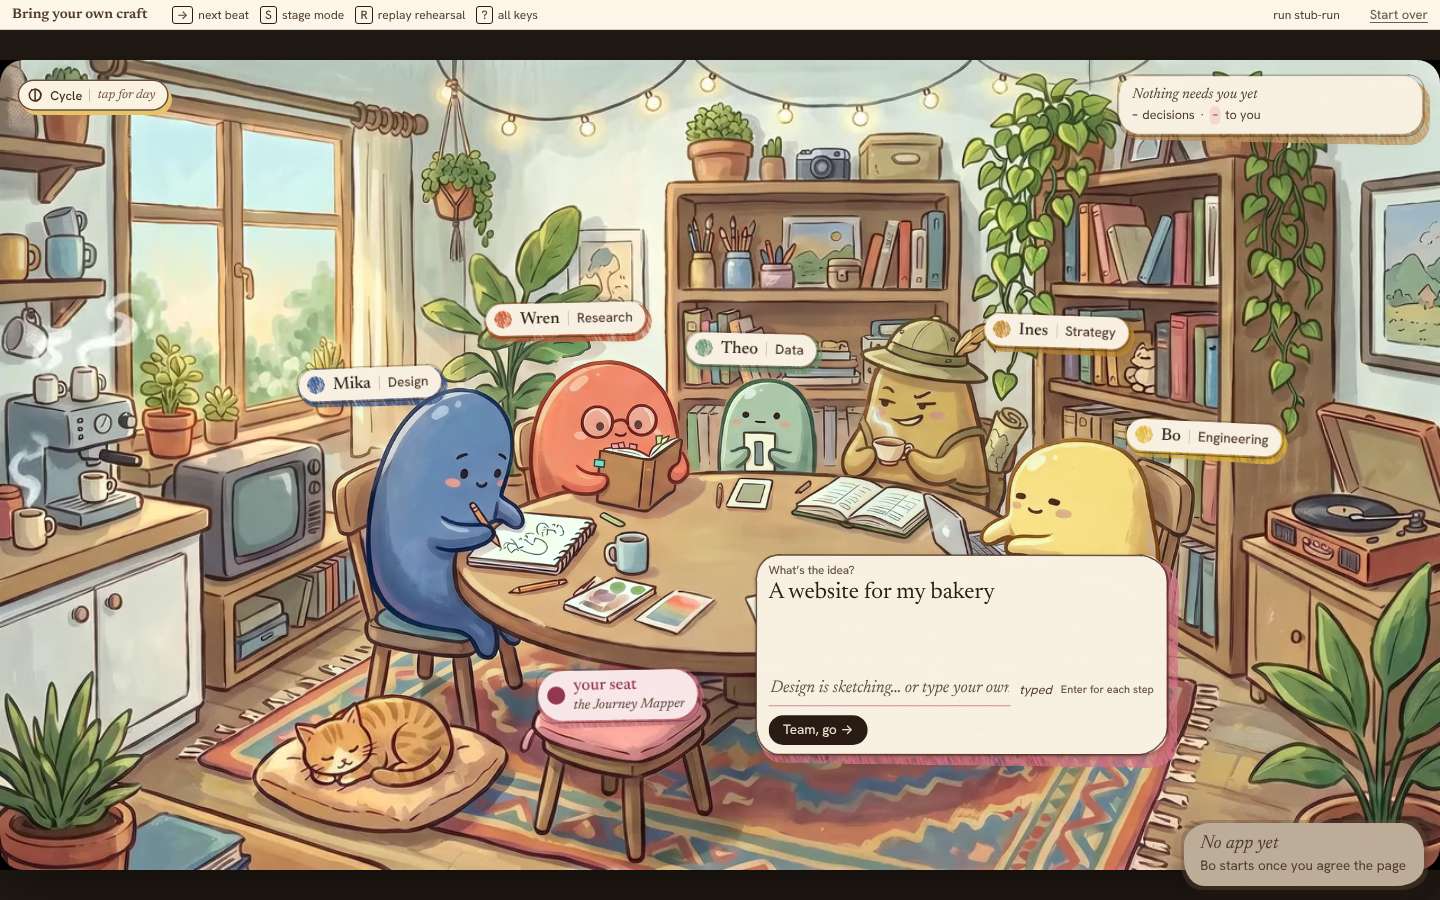 Bring your own craft → next beat S stage mode R replay rehearsal ? all keys run stub-run Start over
Cycle tap for day
Nothing needs you yet
– decisions · – to you
Wren Research
Theo Data
Ines Strategy
Mika Design
Bo Engineering
What's the idea?
A website for my bakery
Design is sketching... or type your own typed Enter for each step
Team, go →
your seat
the Journey Mapper
No app yet
Bo starts once you agree the page